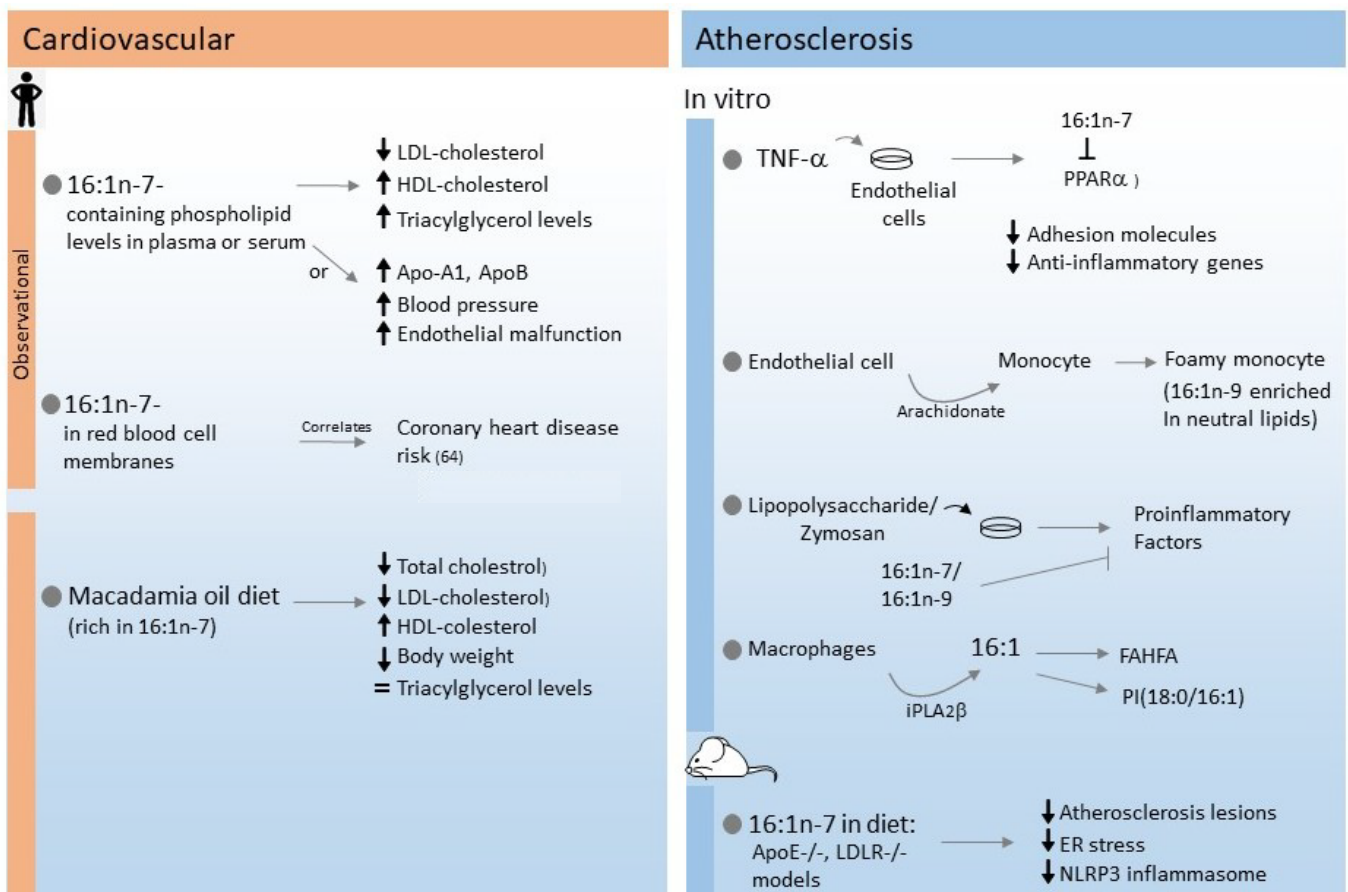 Cardiovascular
Observational
16:1n-7-
containing phospholipid
levels in plasma or serum
or
LDL-cholesterol
HDL-cholesterol
Triacylglycerol levels
Apo-A1, ApoB
Blood pressure
Endothelial malfunction
16:1n-7-
in red blood cell
membranes
Correlates
Coronary heart disease
risk (64)
Macadamia oil diet
(rich in 16:1n-7)
Total cholestrol)
LDL-cholesterol)
HDL-colesterol
Body weight
= Triacylglycerol levels
Atherosclerosis
In vitro
TNF-α
Endothelial
cells
16:1n-7
PPARα )
Adhesion molecules
Anti-inflammatory genes
Endothelial cell
Arachidonate
Monocyte
Foamy monocyte
(16:1n-9 enriched
In neutral lipids)
Lipopolysaccharide/
Zymosan
16:1n-7/
16:1n-9
Proinflammatory
Factors
Macrophages
iPLA2β
16:1
FAHFA
PI(18:0/16:1)
16:1n-7 in diet:
ApoE-/-, LDLR-/-
models
Atherosclerosis lesions
ER stress
NLRP3 inflammasome